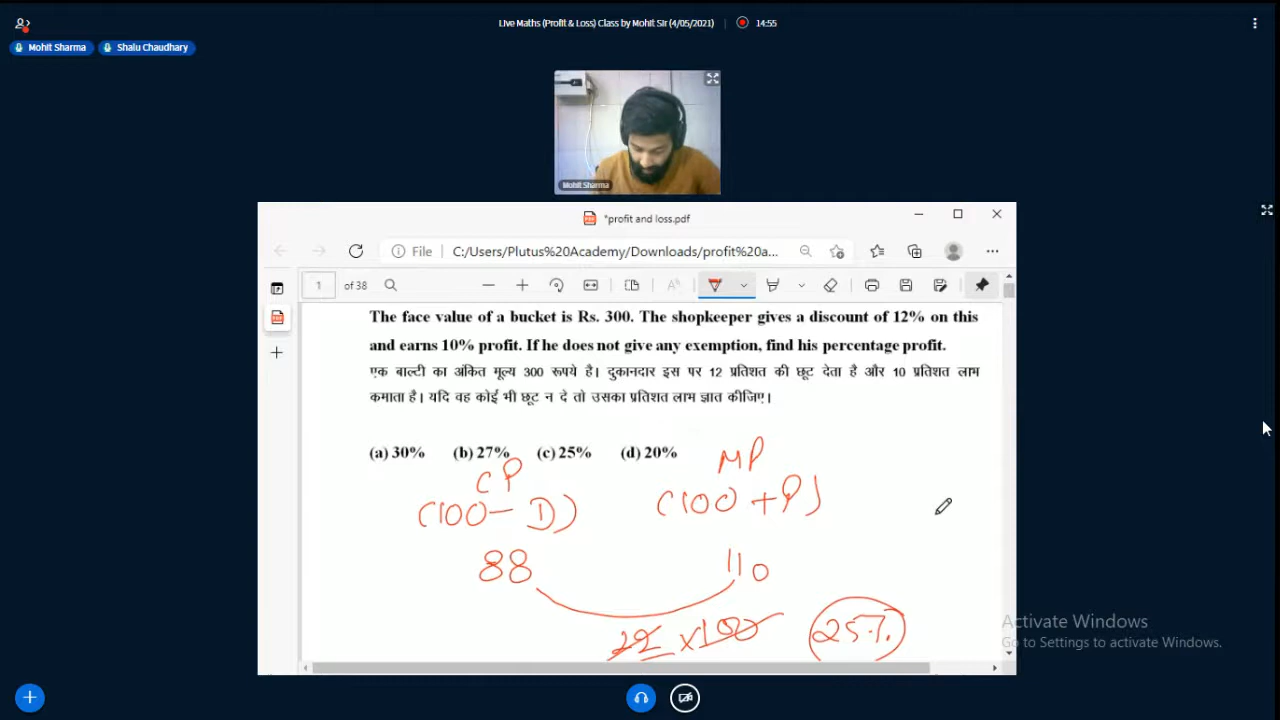 Live Maths (Profit & Loss) Class by Mohit Sir (4/05/2021) 14:55
Mohit Sharma Shalu Chaudhary
Mohit Sharma
*profit and loss.pdf
File C:/Users/Plutus%20Academy/Downloads/profit%20a...
1 of 38
The face value of a bucket is Rs. 300. The shopkeeper gives a discount of 12% on this
and earns 10% profit. If he does not give any exemption, find his percentage profit.
एक बाल्टी का अंकित मूल्य 300 रूपये है। दुकानदार इस पर 12 प्रतिशत की छूट देता है और 10 प्रतिशत लाभ
कमाता है। यदि वह कोई भी छूट न दे तो उसका प्रतिशत लाभ ज्ञात कीजिए।
(a) 30% (b) 27% (c) 25% (d) 20%
CP MP
(100 - D) (100 + P)
88 110
22 x100 25%
Activate Windows
Go to Settings to activate Windows.